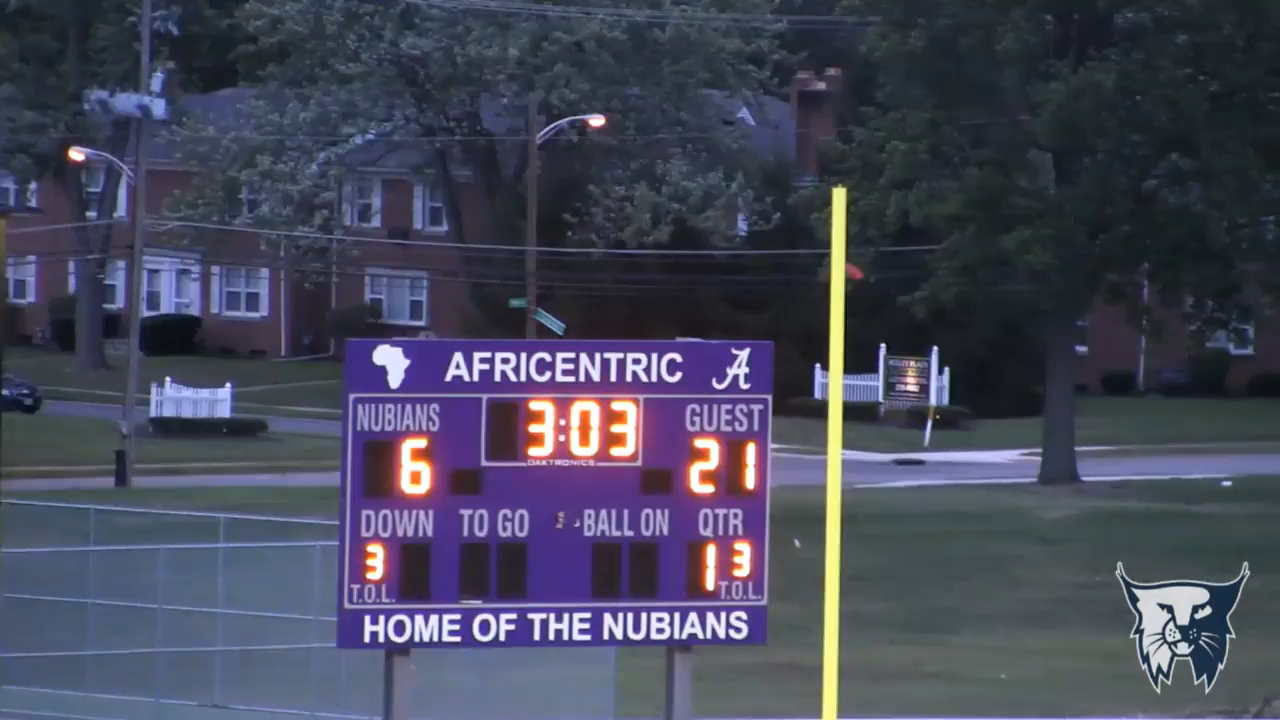 AFRICENTRIC A
NUBIANS 3:03 GUEST
DAKTRONICS
6 21
DOWN TO GO BALL ON QTR
3 1 3
T.O.L. T.O.L.
HOME OF THE NUBIANS